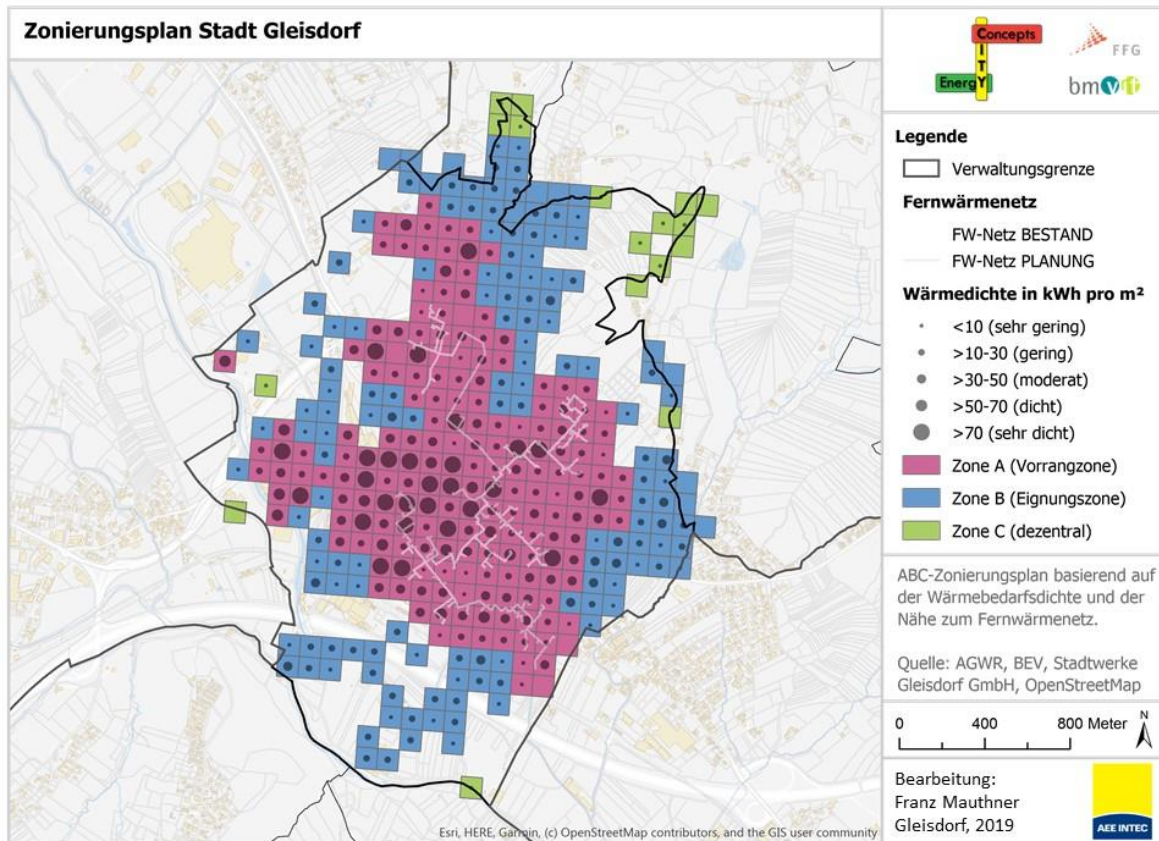 Zonierungsplan Stadt Gleisdorf
Concepts
CITY
Energy
FFG
bmvit
Legende
Verwaltungsgrenze
Fernwärmenetz
FW-Netz BESTAND
FW-Netz PLANUNG
Wärmedichte in kWh pro m²
<10 (sehr gering)
>10-30 (gering)
>30-50 (moderat)
>50-70 (dicht)
>70 (sehr dicht)
Zone A (Vorrangzone)
Zone B (Eignungszone)
Zone C (dezentral)
ABC-Zonierungsplan basierend auf
der Wärmebedarfsdichte und der
Nähe zum Fernwärmenetz.
Quelle: AGWR, BEV, Stadtwerke
Gleisdorf GmbH, OpenStreetMap
0 400 800 Meter
N
Bearbeitung:
Franz Mauthner
Gleisdorf, 2019
AEE INTEC
Raab
Esri, HERE, Garmin, (c) OpenStreetMap contributors, and the GIS user community